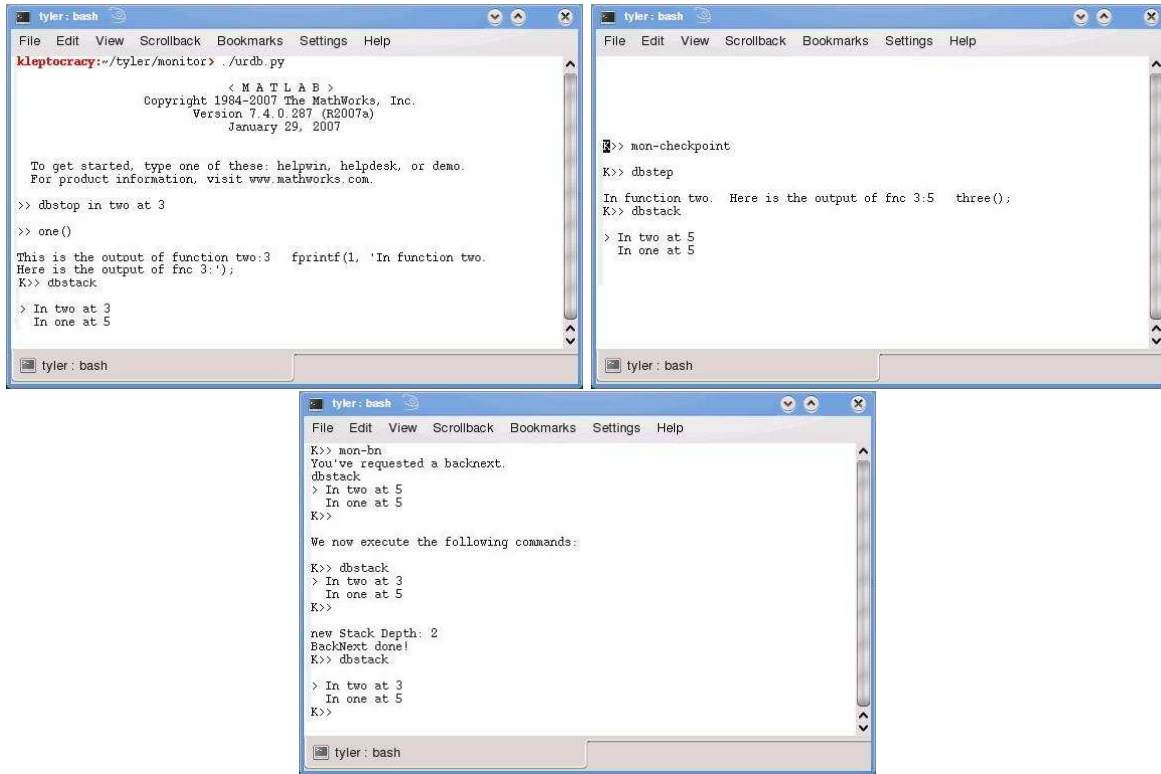 tyler : bash
File Edit View Scrollback Bookmarks Settings Help
kleptocracy:~/tyler/monitor> ./urdb.py
< M A T L A B >
Copyright 1984-2007 The MathWorks, Inc.
Version 7.4.0.287 (R2007a)
January 29, 2007
To get started, type one of these: helpwin, helpdesk, or demo.
For product information, visit www.mathworks.com.
>> dbstop in two at 3
>> one()
This is the outout of function two:3 fprintf(1, 'In function two.
Here is the output of fnc 3:');
K>> dbstack
> In two at 3
In one at 5
tyler : bash
tyler : bash
File Edit View Scrollback Bookmarks Settings Help
K>> mon-checkpoint
K>> dbstep
In function two. Here is the output of fnc 3:5 three();
K>> dbstack
> In two at 5
In one at 5
tyler : bash
tyler : bash
File Edit View Scrollback Bookmarks Settings Help
K>> mon-bn
You've requested a backnext.
dbstack
> In two at 5
In one at 5
K>>
We now execute the following commands:
K>> dbstack
> In two at 3
In one at 5
K>>
new Stack Depth: 2
BackNext done!
K>> dbstack
> In two at 3
In one at 5
K>>
tyler : bash